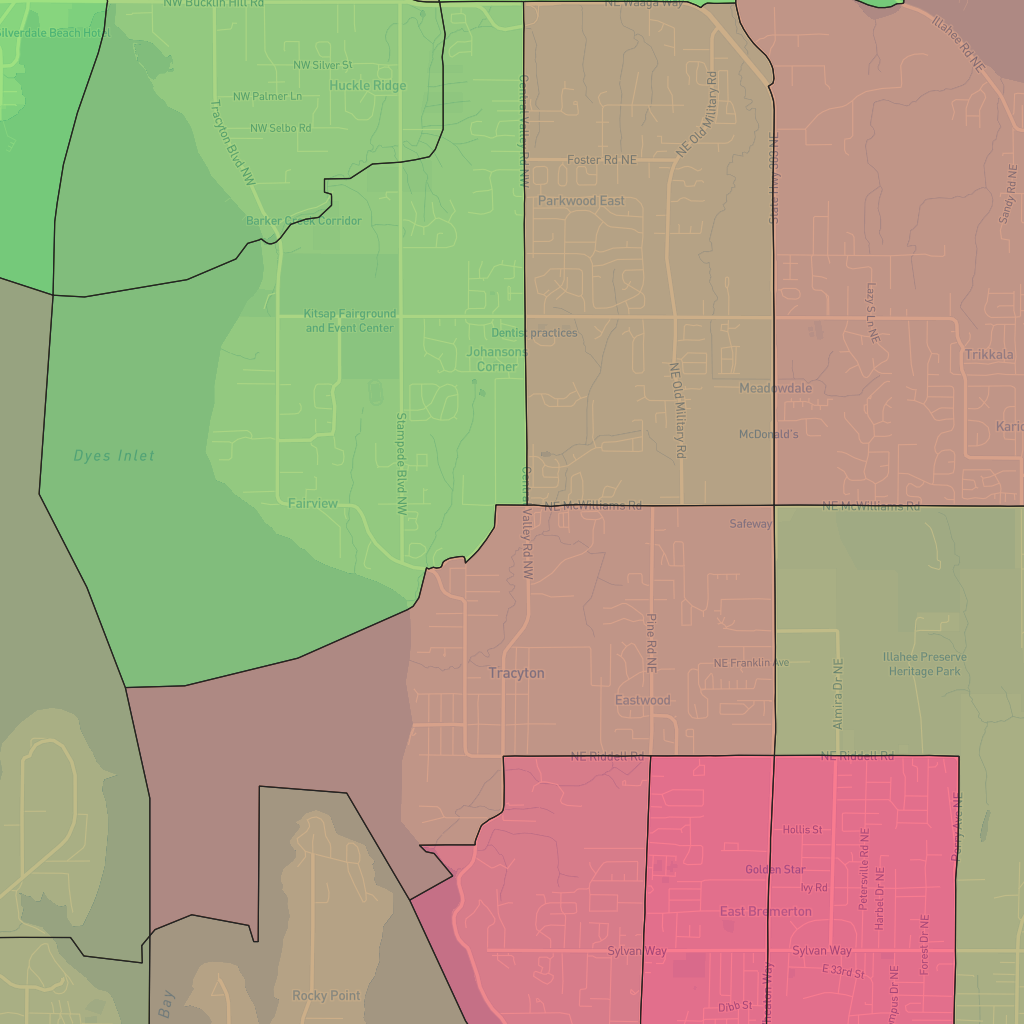 NW Bucklin Hill Rd
NE Waaga Way
Illahee Rd NE
Silverdale Beach Hotel
NW Silver St
Huckle Ridge
NW Palmer Ln
NW Selbo Rd
Tracyton Blvd NW
Central Valley Rd NW
NE Old Military Rd
State Hwy 303 NE
Foster Rd NE
Parkwood East
Sandy Rd NE
Barker Creek Corridor
Kitsap Fairground
and Event Center
Dentist practices
Johansons
Corner
Lazy S Ln NE
Trikkala
Meadowdale
NE Old Military Rd
McDonald's
Stampede Blvd NW
Dyes Inlet
Fairview
NE McWilliams Rd
NE McWilliams Rd
Safeway
Central Valley Rd NW
Pine Rd NE
NE Franklin Ave
Illahee Preserve
Heritage Park
Tracyton
Eastwood
Almira Dr NE
NE Riddell Rd
NE Riddell Rd
Perry Ave NE
Hollis St
Petersville Rd NE
Golden Star
Ivy Rd
Harbel Dr NE
East Bremerton
Forest Dr NE
Sylvan Way
Sylvan Way
E 33rd St
Rocky Point
Bay
Dibb St